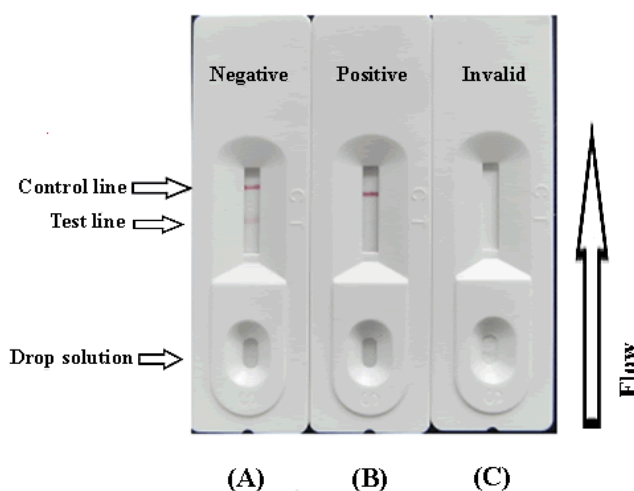 Negative
Positive
Invalid
Control line
Test line
Drop solution
C T
C T
C T
S
S
S
Flow
(A)
(B)
(C)